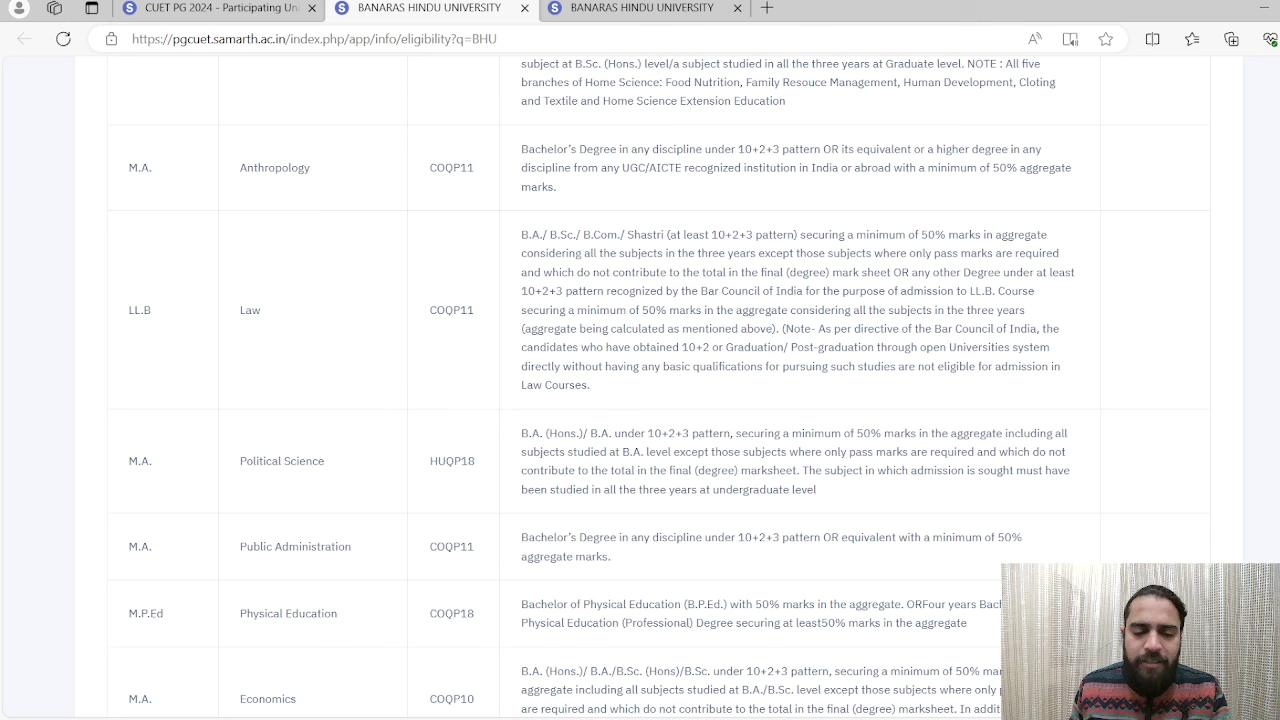 CUET PG 2024 - Participating Uni
BANARAS HINDU UNIVERSITY
BANARAS HINDU UNIVERSITY
https://pgcuet.samarth.ac.in/index.php/app/info/eligibility?q=BHU
subject at B.Sc. (Hons.) level/a subject studied in all the three years at Graduate level. NOTE : All five
branches of Home Science: Food Nutrition, Family Resouce Management, Human Development, Cloting
and Textile and Home Science Extension Education
M.A.
Anthropology
COQP11
Bachelor's Degree in any discipline under 10+2+3 pattern OR its equivalent or a higher degree in any
discipline from any UGC/AICTE recognized institution in India or abroad with a minimum of 50% aggregate
marks.
LL.B
Law
COQP11
B.A./ B.Sc./ B.Com./ Shastri (at least 10+2+3 pattern) securing a minimum of 50% marks in aggregate
considering all the subjects in the three years except those subjects where only pass marks are required
and which do not contribute to the total in the final (degree) mark sheet OR any other Degree under at least
10+2+3 pattern recognized by the Bar Council of India for the purpose of admission to LL.B. Course
securing a minimum of 50% marks in the aggregate considering all the subjects in the three years
(aggregate being calculated as mentioned above). (Note- As per directive of the Bar Council of India, the
candidates who have obtained 10+2 or Graduation/ Post-graduation through open Universities system
directly without having any basic qualifications for pursuing such studies are not eligible for admission in
Law Courses.
M.A.
Political Science
HUQP18
B.A. (Hons.)/ B.A. under 10+2+3 pattern, securing a minimum of 50% marks in the aggregate including all
subjects studied at B.A. level except those subjects where only pass marks are required and which do not
contribute to the total in the final (degree) marksheet. The subject in which admission is sought must have
been studied in all the three years at undergraduate level
M.A.
Public Administration
COQP11
Bachelor's Degree in any discipline under 10+2+3 pattern OR equivalent with a minimum of 50%
aggregate marks.
M.P.Ed
Physical Education
COQP18
Bachelor of Physical Education (B.P.Ed.) with 50% marks in the aggregate. ORFour years Bac
Physical Education (Professional) Degree securing at least50% marks in the aggregate
M.A.
Economics
COQP10
B.A. (Hons.)/ B.A./B.Sc. (Hons)/B.Sc. under 10+2+3 pattern, securing a minimum of 50% mar
aggregate including all subjects studied at B.A./B.Sc. level except those subjects where only p
are required and which do not contribute to the total in the final (degree) marksheet. In addit